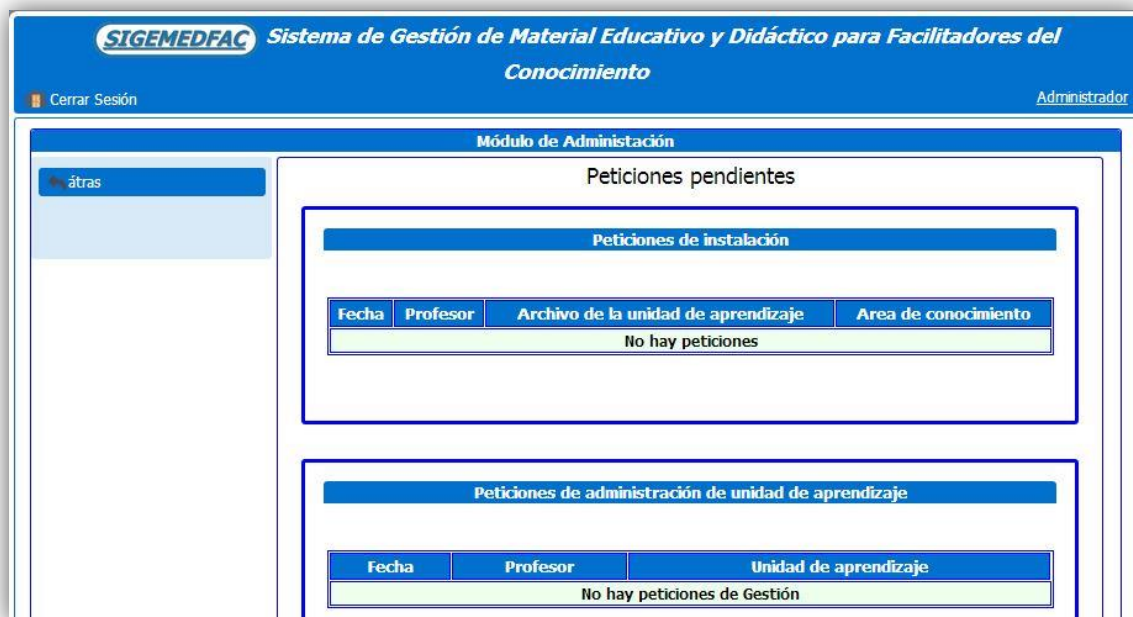 SIGEMEDFAC Sistema de Gestión de Material Educativo y Didáctico para Facilitadores del
Conocimiento
Cerrar Sesión
Administrador
Módulo de Administación
átras
Peticiones pendientes
Peticiones de instalación
Fecha Profesor Archivo de la unidad de aprendizaje Area de conocimiento
No hay peticiones
Peticiones de administración de unidad de aprendizaje
Fecha Profesor Unidad de aprendizaje
No hay peticiones de Gestión